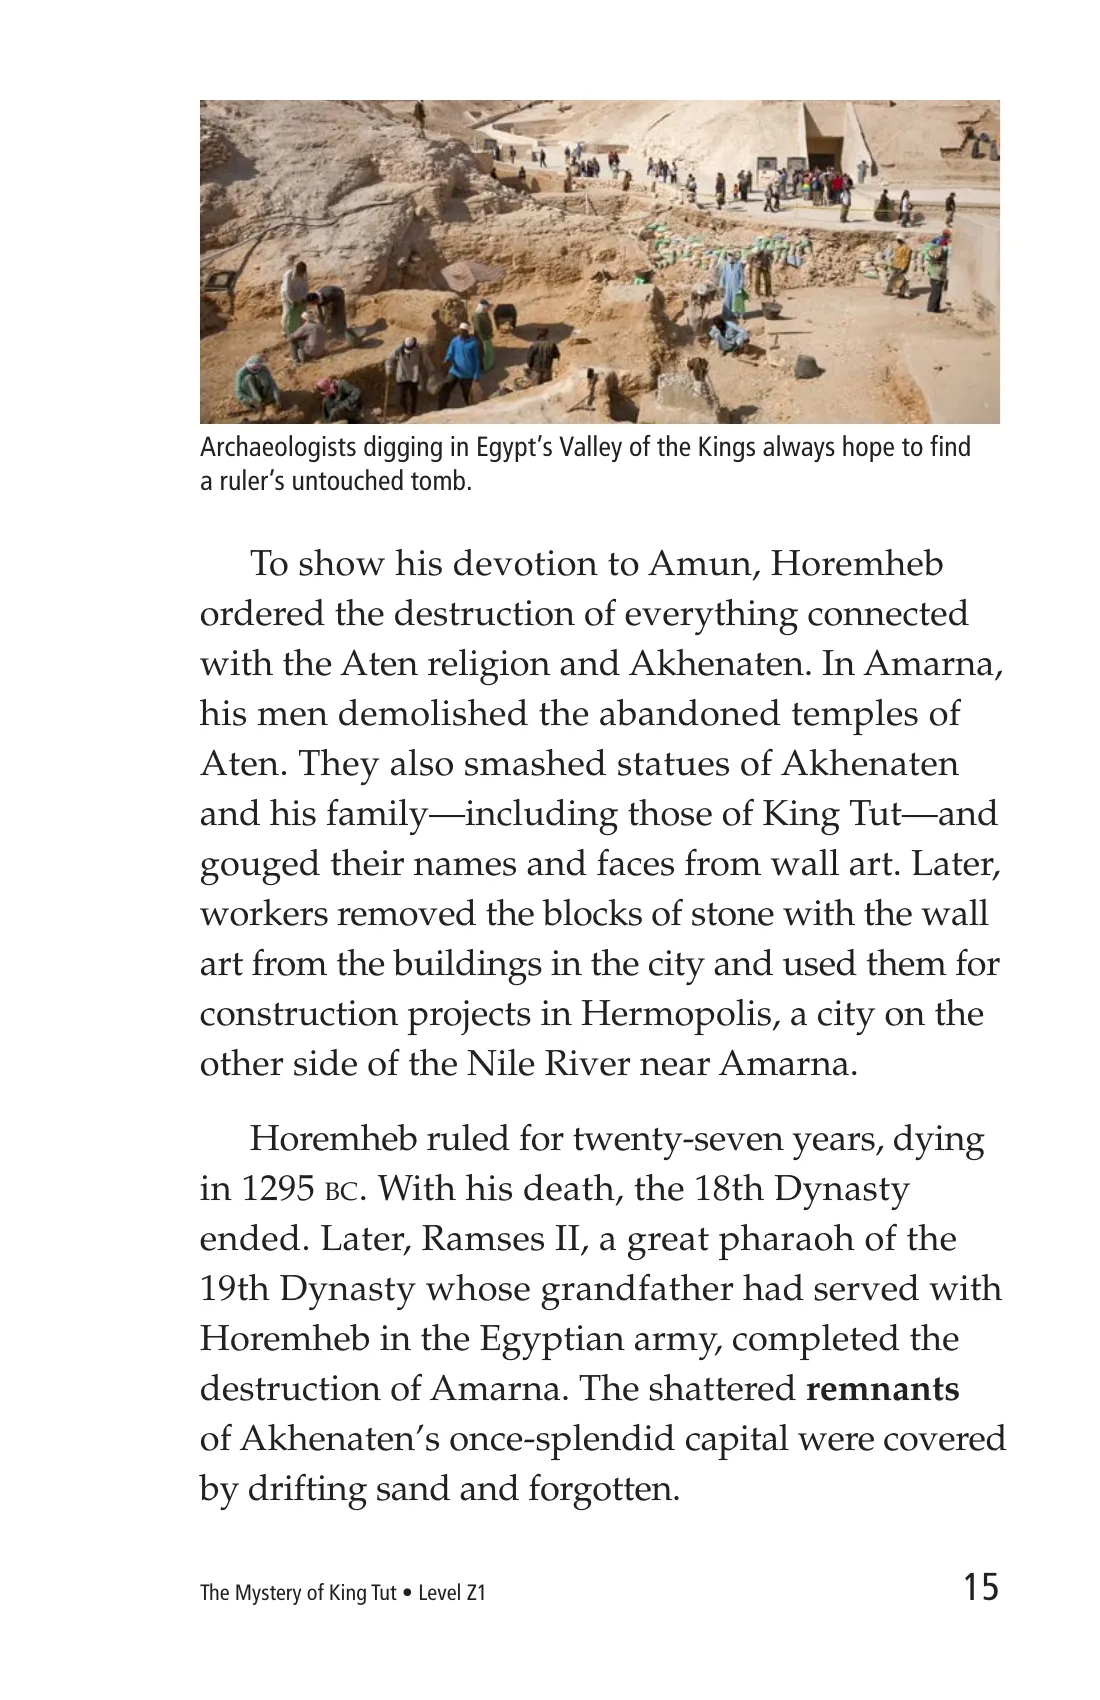 Archaeologists digging in Egypt’s Valley of the Kings always hope to find
a ruler’s untouched tomb.
To show his devotion to Amun, Horemheb
ordered the destruction of everything connected
with the Aten religion and Akhenaten. In Amarna,
his men demolished the abandoned temples of
Aten. They also smashed statues of Akhenaten
and his family—including those of King Tut—and
gouged their names and faces from wall art. Later,
workers removed the blocks of stone with the wall
art from the buildings in the city and used them for
construction projects in Hermopolis, a city on the
other side of the Nile River near Amarna.
Horemheb ruled for twenty-seven years, dying
in 1295 BC. With his death, the 18th Dynasty
ended. Later, Ramses II, a great pharaoh of the
19th Dynasty whose grandfather had served with
Horemheb in the Egyptian army, completed the
destruction of Amarna. The shattered remnants
of Akhenaten’s once-splendid capital were covered
by drifting sand and forgotten.
The Mystery of King Tut • Level Z1
15